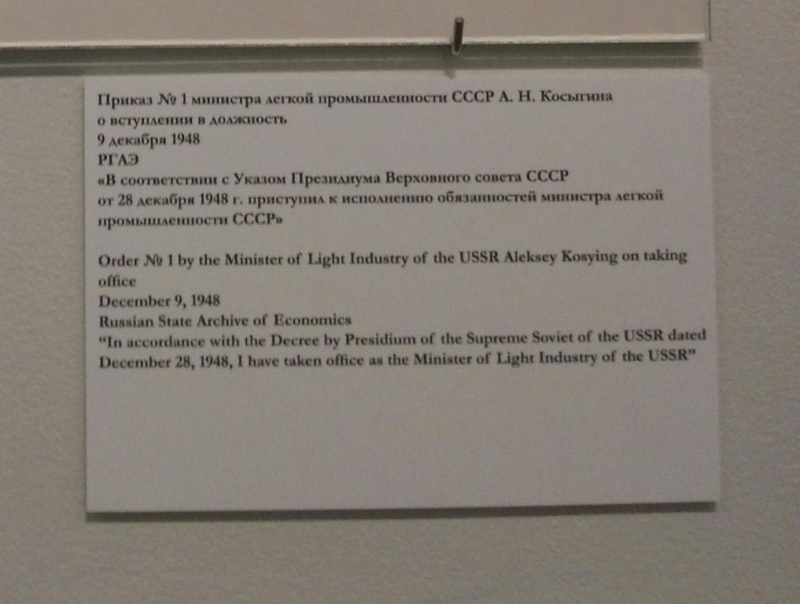 Приказ № 1 министра легкой промышленности СССР А. Н. Косыгина
о вступлении в должность
9 декабря 1948
РГАЭ
«В соответствии с Указом Президиума Верховного совета СССР
от 28 декабря 1948 г. приступил к исполнению обязанностей министра легкой
промышленности СССР»
Order № 1 by the Minister of Light Industry of the USSR Aleksey Kosying on taking
office
December 9, 1948
Russian State Archive of Economics
“In accordance with the Decree by Presidium of the Supreme Soviet of the USSR dated
December 28, 1948, I have taken office as the Minister of Light Industry of the USSR”